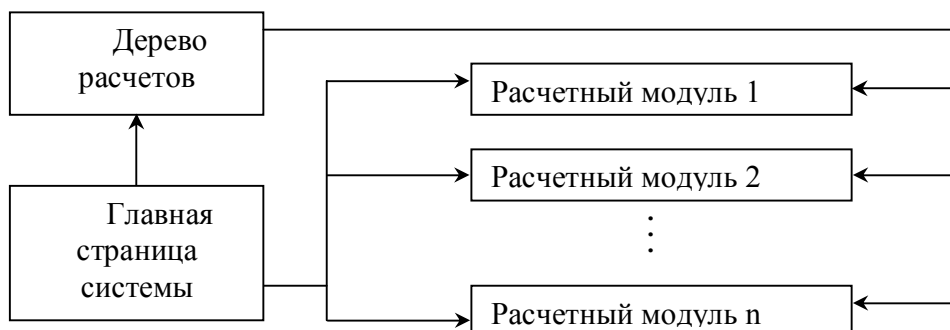 Дерево
расчетов
Расчетный модуль 1
Расчетный модуль 2
Главная
страница
системы
Расчетный модуль n